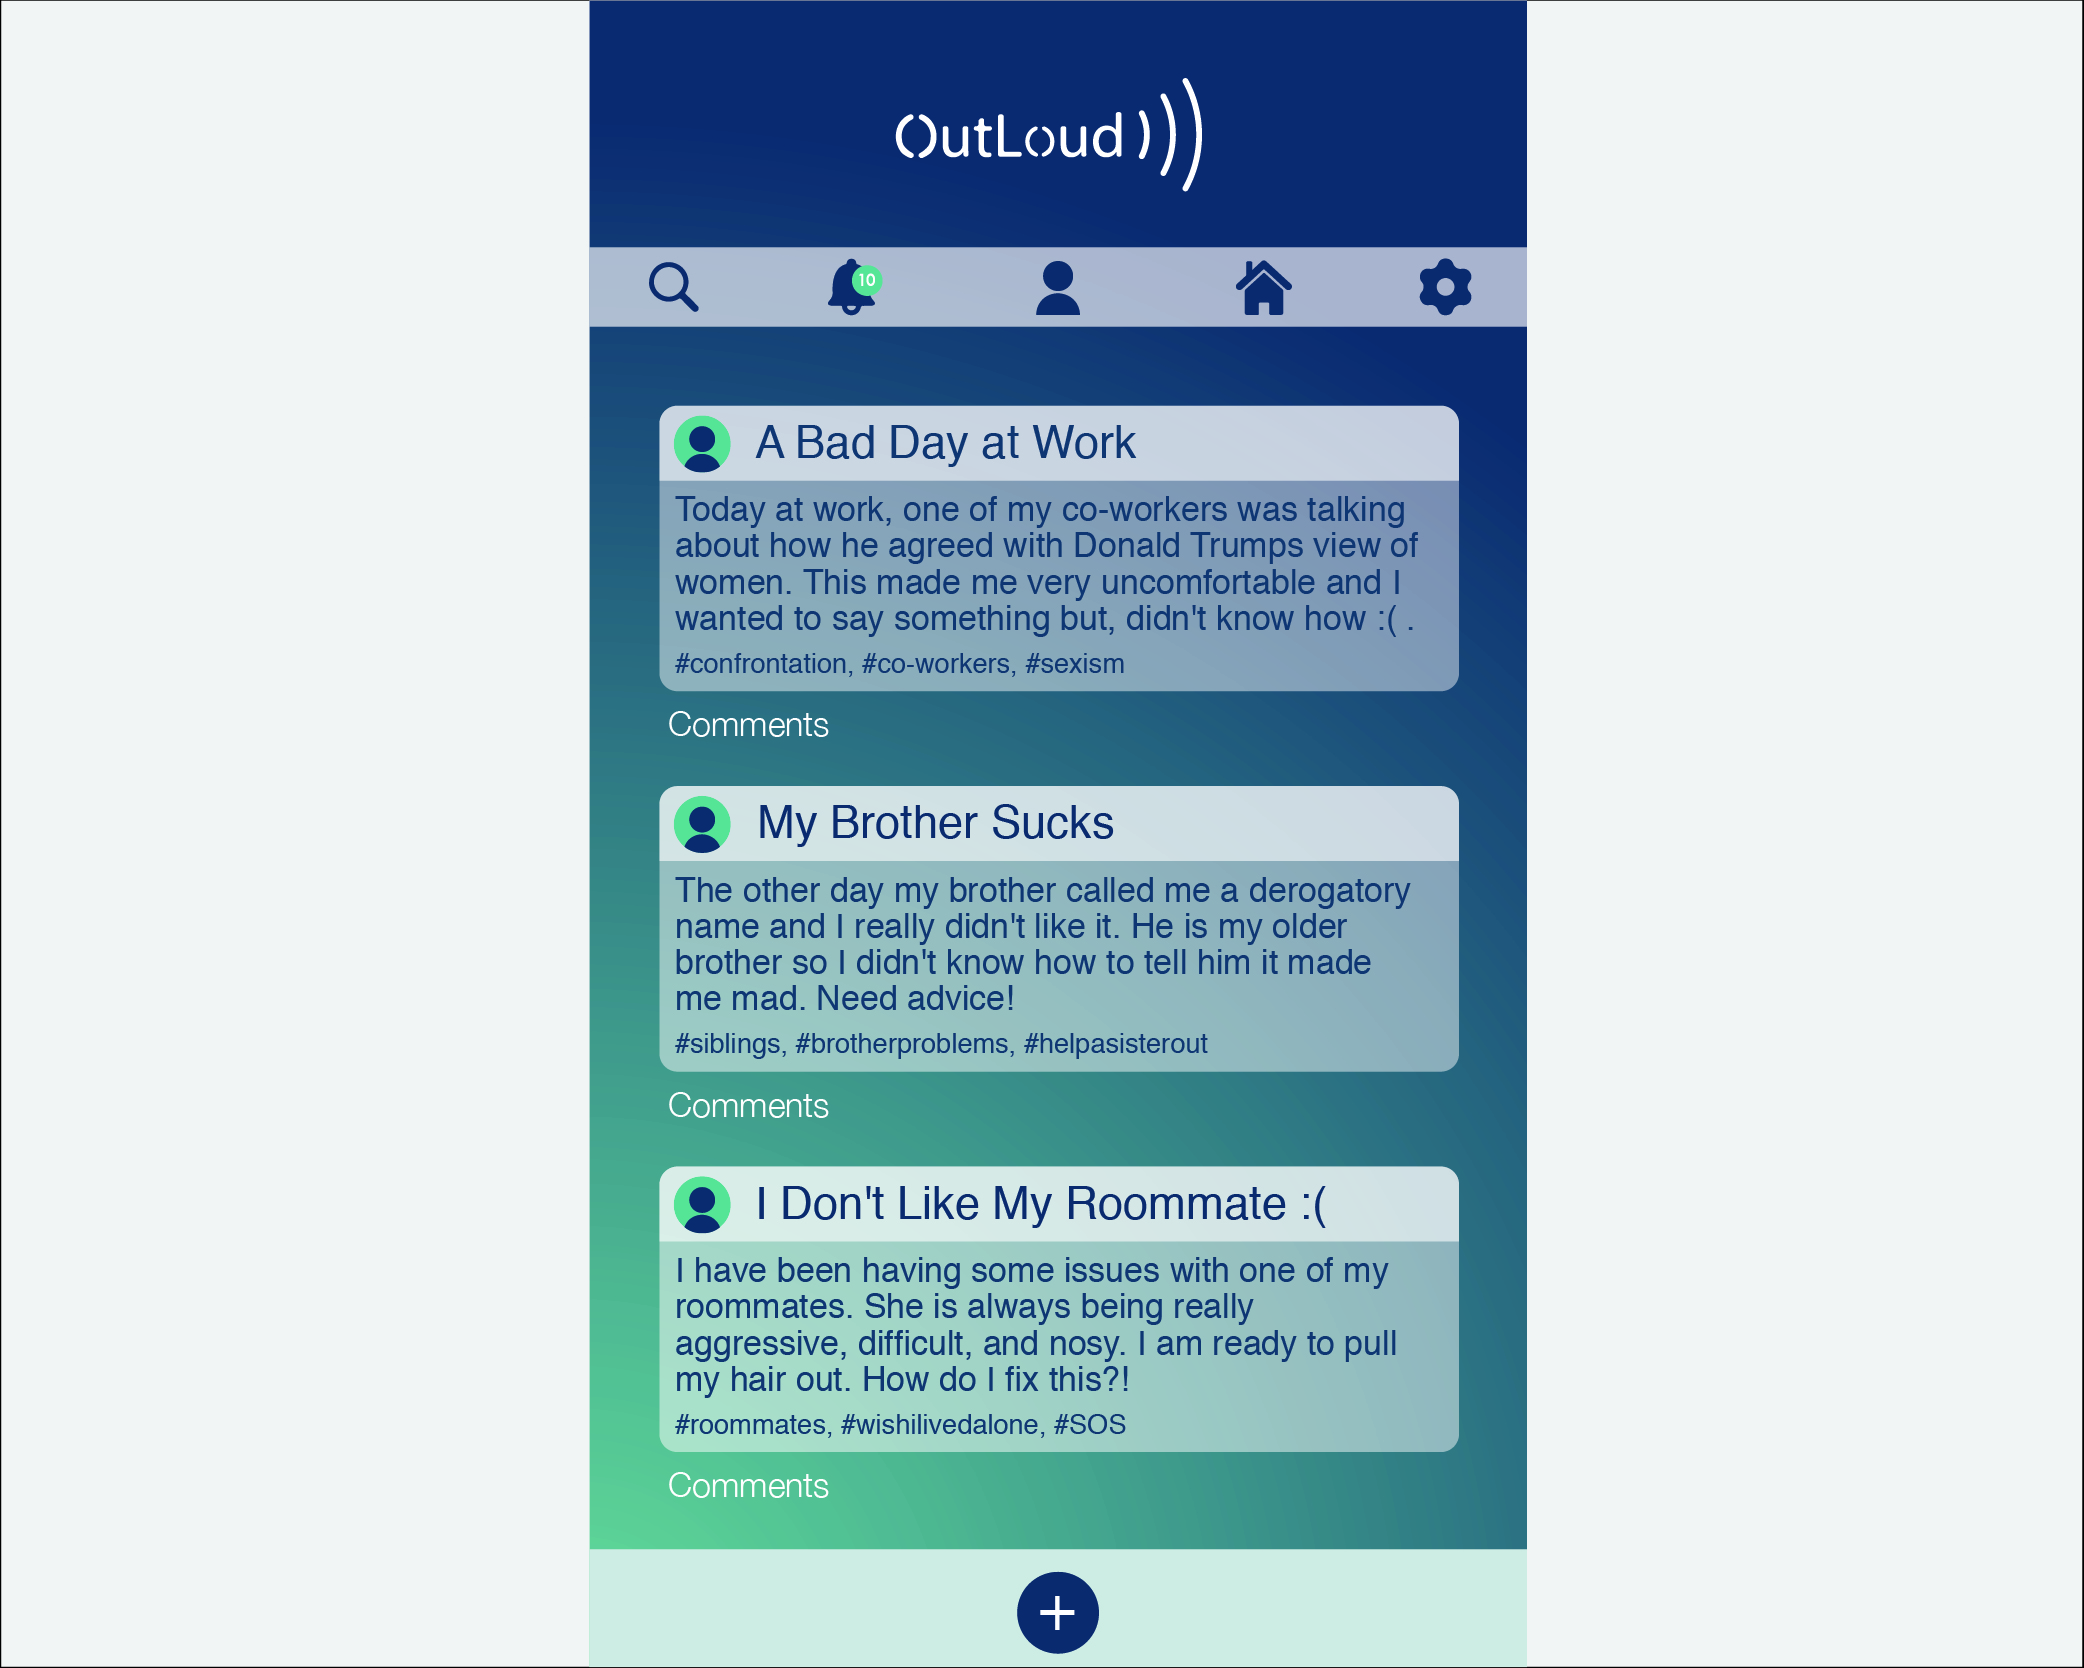 OutLoud
10
A Bad Day at Work
Today at work, one of my co-workers was talking
about how he agreed with Donald Trumps view of
women. This made me very uncomfortable and I
wanted to say something but, didn't know how :( .
#confrontation, #co-workers, #sexism
Comments
My Brother Sucks
The other day my brother called me a derogatory
name and I really didn't like it. He is my older
brother so I didn't know how to tell him it made
me mad. Need advice!
#siblings, #brotherproblems, #helpasisterout
Comments
I Don't Like My Roommate :(
I have been having some issues with one of my
roommates. She is always being really
aggressive, difficult, and nosy. I am ready to pull
my hair out. How do I fix this?!
#roommates, #wishilivedalone, #SOS
Comments